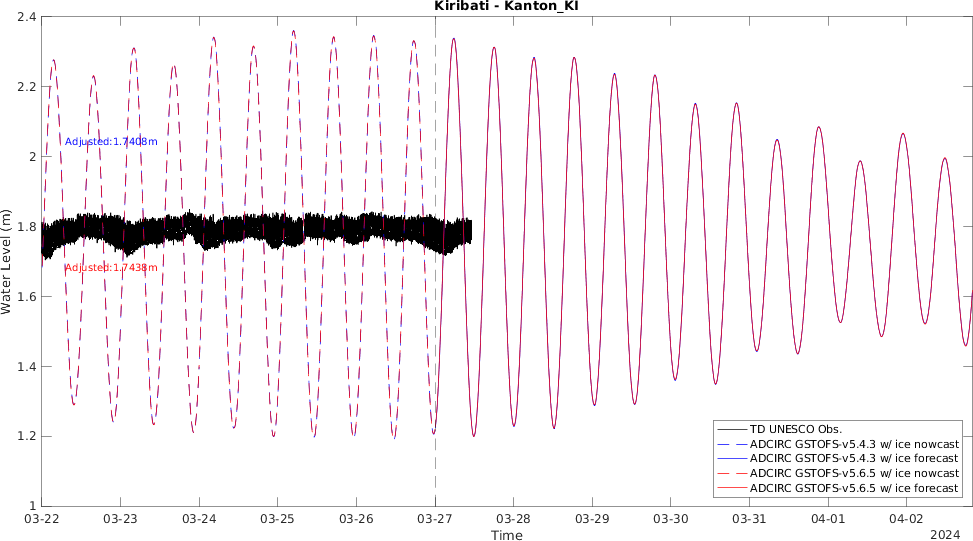 Kiribati - Kanton_KI
2.4
2.2
2
1.8
1.6
1.4
1.2
1
Water Level (m)
Adjusted:1.7408m
Adjusted:1.7438m
TD UNESCO Obs.
ADCIRC GSTOFS-v5.4.3 w/ ice nowcast
ADCIRC GSTOFS-v5.4.3 w/ ice forecast
ADCIRC GSTOFS-v5.6.5 w/ ice nowcast
ADCIRC GSTOFS-v5.6.5 w/ ice forecast
03-22 03-23 03-24 03-25 03-26 03-27 03-28 03-29 03-30 03-31 04-01 04-02
Time
2024